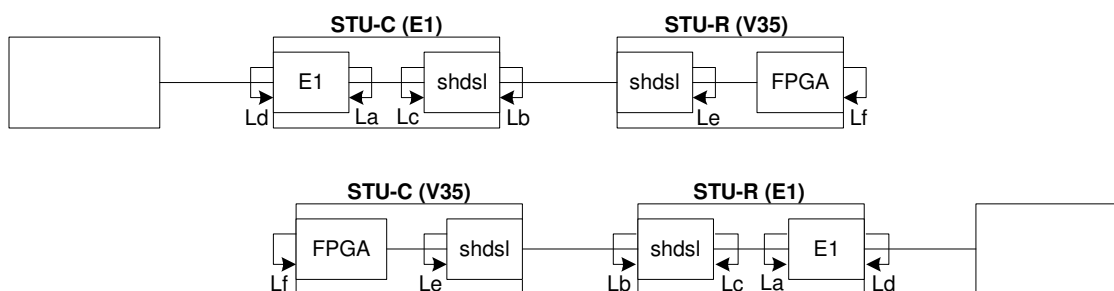 STU-C (E1) STU-R (V35)
E1 shdsl shdsl FPGA
Ld La Lc Lb Le Lf
STU-C (V35) STU-R (E1)
FPGA shdsl shdsl E1
Lf Le Lb Lc La Ld